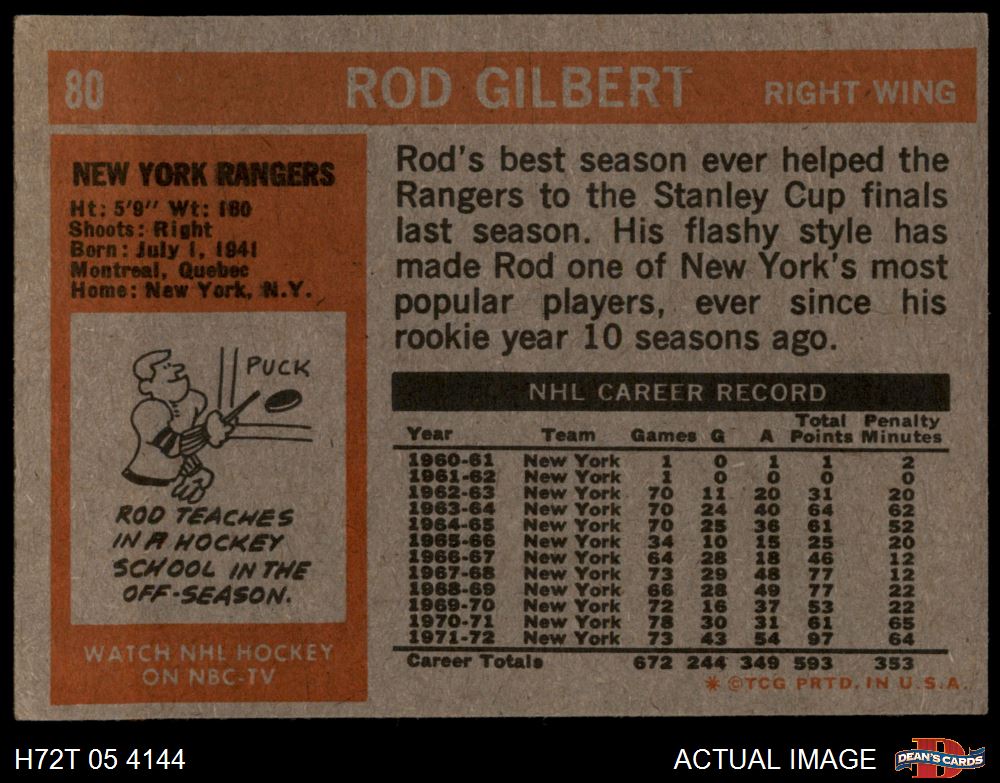 80 ROD GILBERT RIGHT WING
NEW YORK RANGERS
Ht: 5'9" Wt: 180
Shoots: Right
Born: July 1, 1941
Montreal, Quebec
Home: New York, N.Y.
PUCK
ROD TEACHES
IN A HOCKEY
SCHOOL IN THE
OFF-SEASON.
WATCH NHL HOCKEY
ON NBC-TV
Rod's best season ever helped the
Rangers to the Stanley Cup finals
last season. His flashy style has
made Rod one of New York's most
popular players, ever since his
rookie year 10 seasons ago.
NHL CAREER RECORD
Year Team Games G A Total Points Penalty Minutes
1960-61 New York 1 0 1 1 2
1961-62 New York 1 0 0 0 0
1962-63 New York 70 11 20 31 20
1963-64 New York 70 24 40 64 62
1964-65 New York 70 25 36 61 52
1965-66 New York 34 10 15 25 20
1966-67 New York 64 28 18 46 12
1967-68 New York 73 29 48 77 12
1968-69 New York 66 28 49 77 22
1969-70 New York 72 16 37 53 22
1970-71 New York 78 30 31 61 65
1971-72 New York 73 43 54 97 64
Career Totals 672 244 349 593 353
* ©TCG PRTD. IN U.S.A.
H72T 05 4144
ACTUAL IMAGE
DEAN'S CARDS